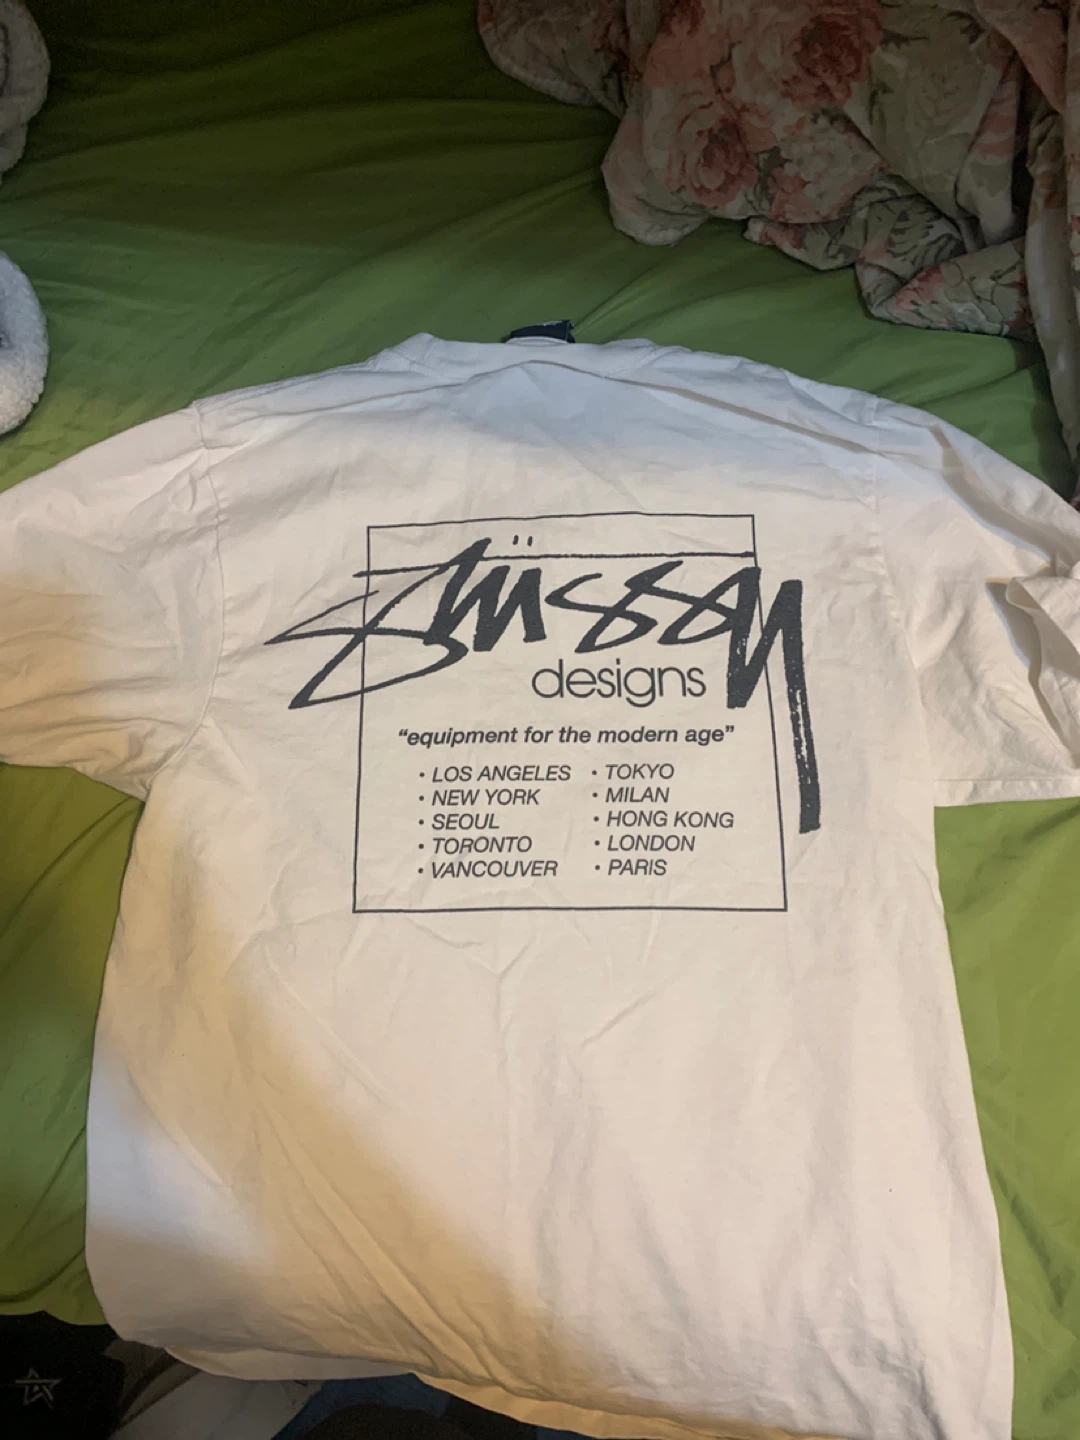 Stüssy
designs
“equipment for the modern age”
• LOS ANGELES • TOKYO
• NEW YORK • MILAN
• SEOUL • HONG KONG
• TORONTO • LONDON
• VANCOUVER • PARIS